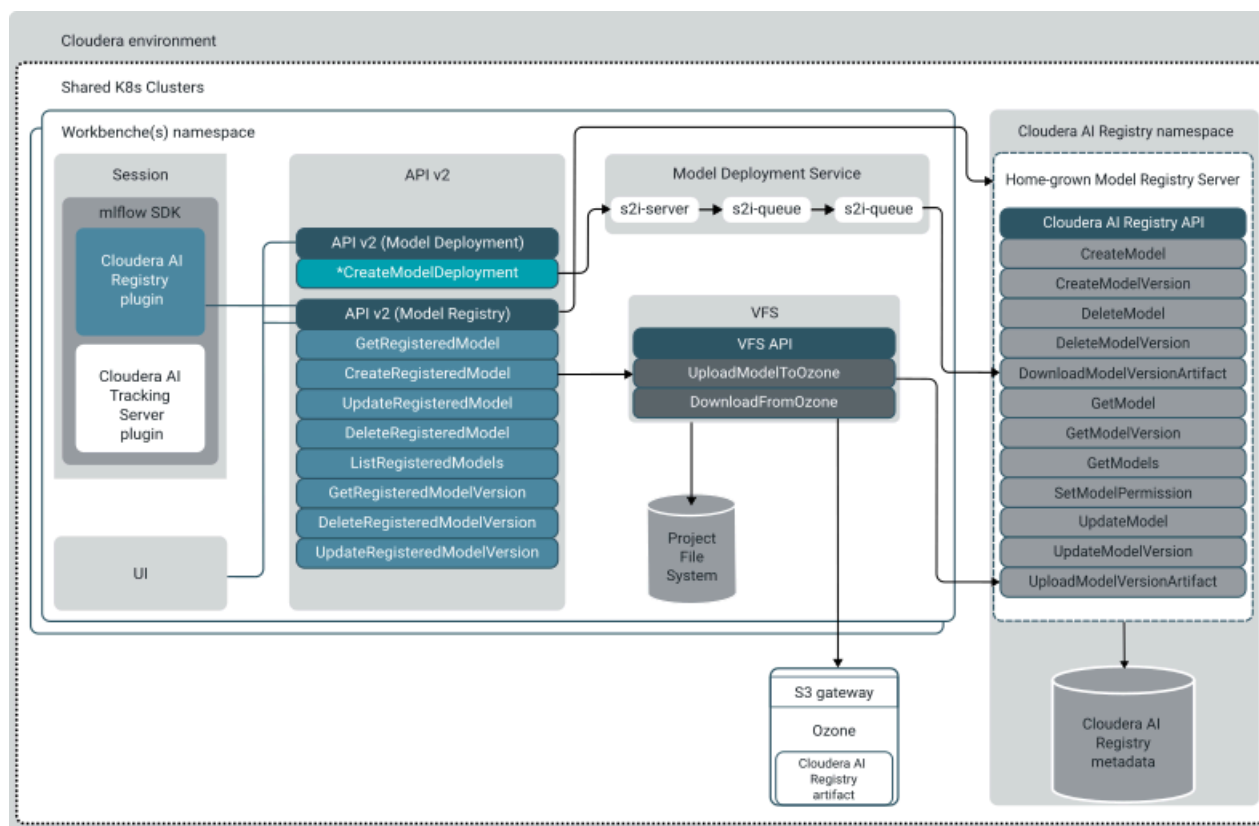 Cloudera environment
Shared K8s Clusters
Workbenche(s) namespace
Session
mlflow SDK
Cloudera AI
Registry
plugin
Cloudera AI
Tracking
Server
plugin
UI
API v2
API v2 (Model Deployment)
*CreateModelDeployment
API v2 (Model Registry)
GetRegisteredModel
CreateRegisteredModel
UpdateRegisteredModel
DeleteRegisteredModel
ListRegisteredModels
GetRegisteredModelVersion
DeleteRegisteredModelVersion
UpdateRegisteredModelVersion
Model Deployment Service
s2i-server
s2i-queue
s2i-queue
VFS
VFS API
UploadModelToOzone
DownloadFromOzone
Project
File
System
S3 gateway
Ozone
Cloudera AI
Registry
artifact
Cloudera AI Registry namespace
Home-grown Model Registry Server
Cloudera AI Registry API
CreateModel
CreateModelVersion
DeleteModel
DeleteModelVersion
DownloadModelVersionArtifact
GetModel
GetModelVersion
GetModels
SetModelPermission
UpdateModel
UpdateModelVersion
UploadModelVersionArtifact
Cloudera AI
Registry
metadata